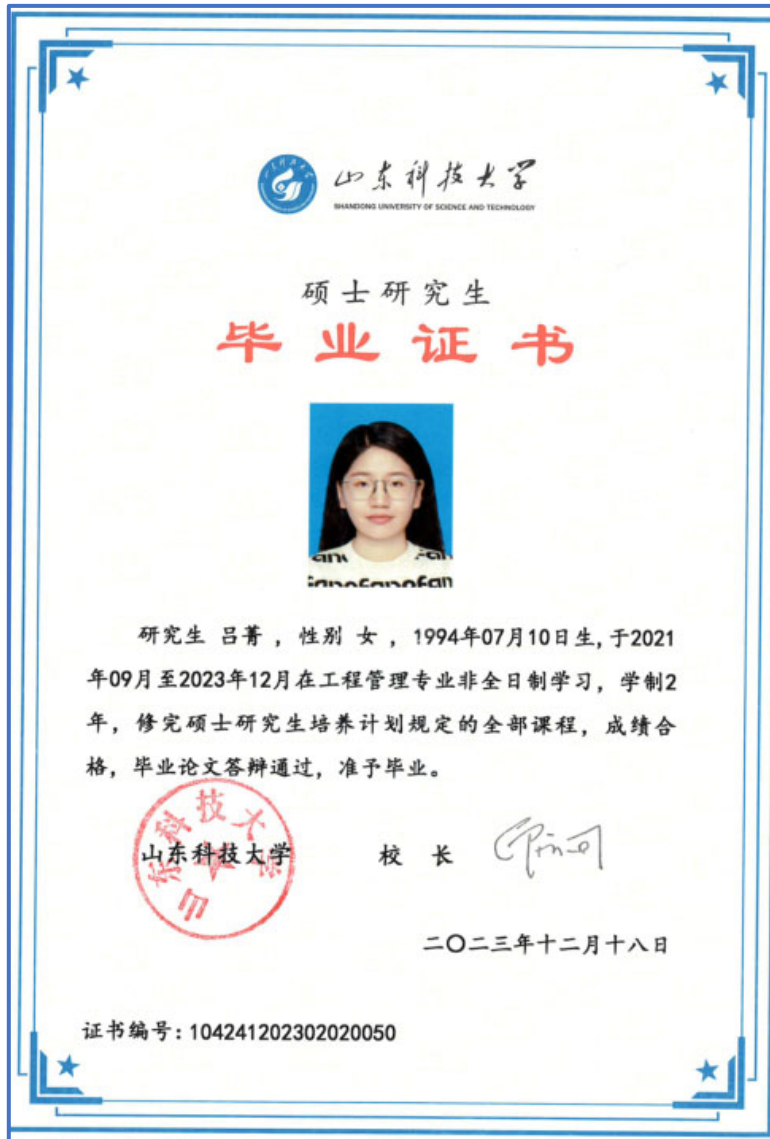 山东科技大学
SHANDONG UNIVERSITY OF SCIENCE AND TECHNOLOGY
硕士研究生
毕业证书
研究生 吕菁 ，性别 女 ，1994年07月10日生，于2021
年09月至2023年12月在工程管理专业非全日制学习，学制2
年，修完硕士研究生培养计划规定的全部课程，成绩合
格，毕业论文答辩通过，准予毕业。
山东科技大学
山东科技大学 校 长
二〇二三年十二月十八日
证书编号：104241202302020050